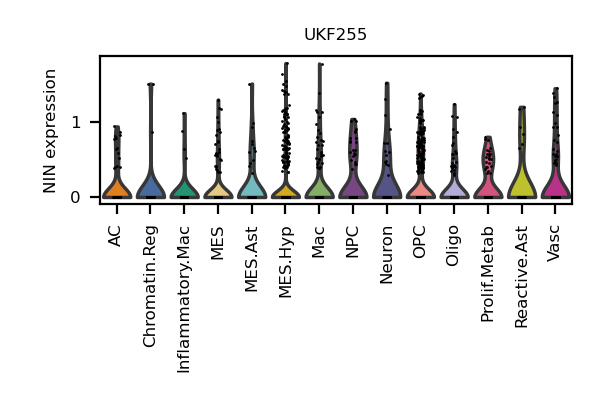 UKF255
NIN expression
1
0
AC
Chromatin.Reg
Inflammatory.Mac
MES
MES.Ast
MES.Hyp
Mac
NPC
Neuron
OPC
Oligo
Prolif.Metab
Reactive.Ast
Vasc